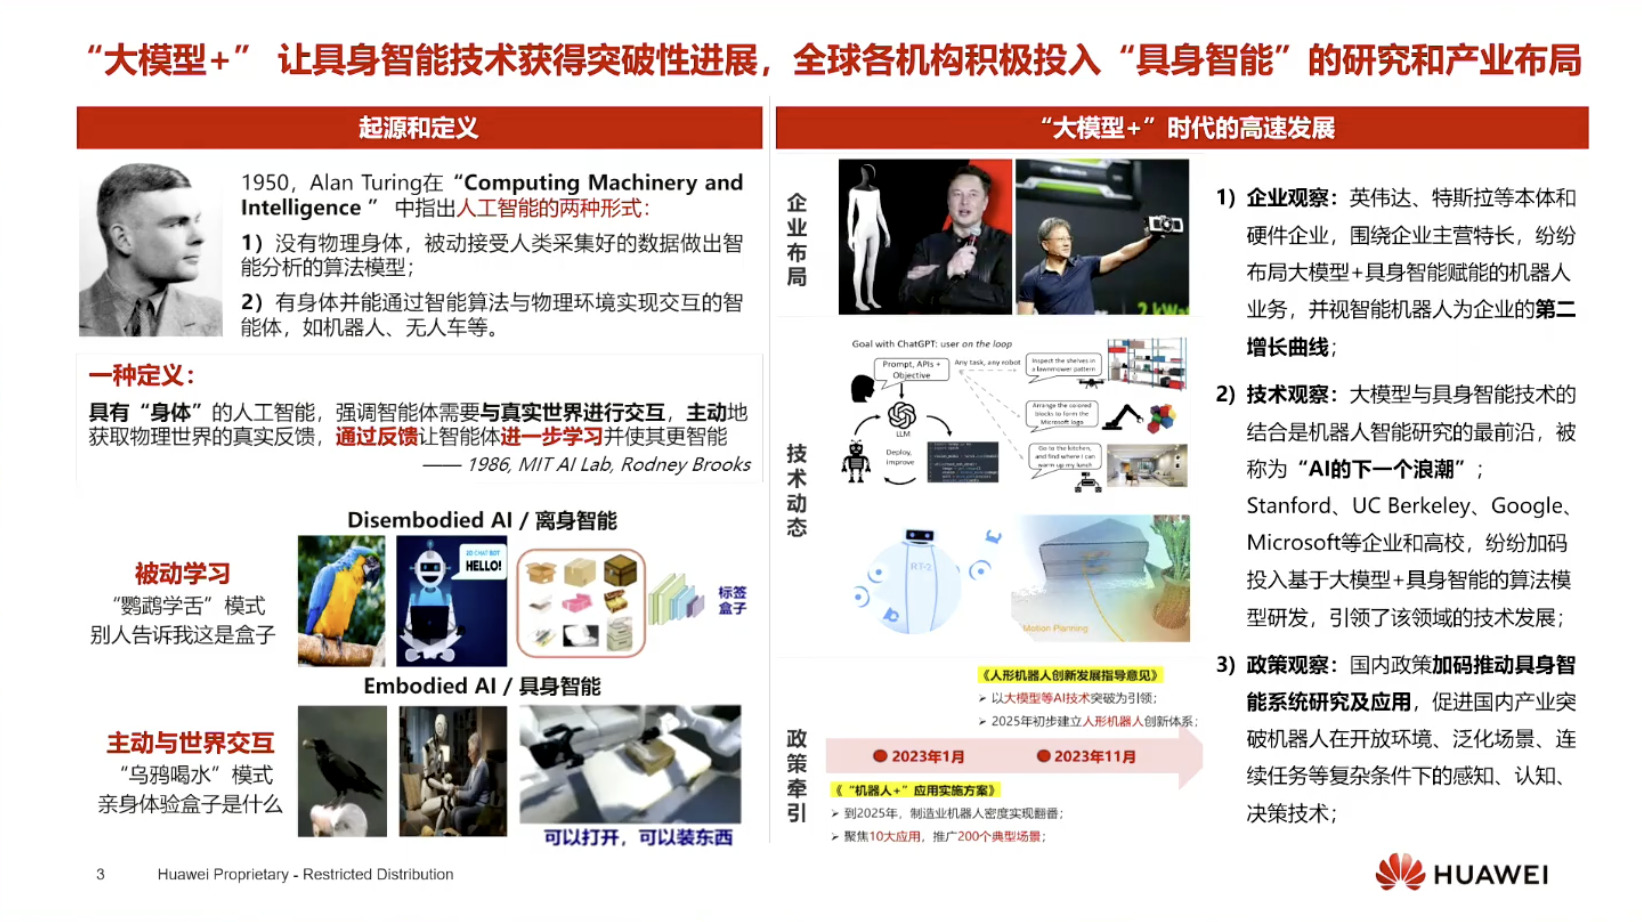 “大模型+” 让具身智能技术获得突破性进展，全球各机构积极投入“具身智能”的研究和产业布局
起源和定义
1950，Alan Turing在“Computing Machinery and
Intelligence ” 中指出人工智能的两种形式：
1）没有物理身体，被动接受人类采集好的数据做出智
能分析的算法模型；
2）有身体并能通过智能算法与物理环境实现交互的智
能体，如机器人、无人车等。
一种定义：
具有“身体”的人工智能，强调智能体需要与真实世界进行交互，主动地
获取物理世界的真实反馈，通过反馈让智能体进一步学习并使其更智能
—— 1986, MIT AI Lab, Rodney Brooks
Disembodied AI / 离身智能
被动学习
“鹦鹉学舌”模式
别人告诉我这是盒子
2D CHAT BOT
HELLO!
标签
盒子
Embodied AI / 具身智能
主动与世界交互
“乌鸦喝水”模式
亲身体验盒子是什么
可以打开，可以装东西
“大模型+”时代的高速发展
企业布局
2kW
技术动态
Goal with ChatGPT: user on the loop
Prompt, APIs +
Objective
Any task, any robot
Inspect the shelves in
a lawnmower pattern
LLM
Arrange the colored
blocks to form the
Microsoft logo
Deploy,
improve
Go to the kitchen,
and find where I can
warm up my lunch
RT-2
Motion Planning
政策牵引
《人形机器人创新发展指导意见》
➢ 以大模型等AI技术突破为引领；
➢ 2025年初步建立人形机器人创新体系；
2023年1月
2023年11月
《“机器人+”应用实施方案》
➢ 到2025年，制造业机器人密度实现翻番；
➢ 聚焦10大应用，推广200个典型场景；
1) 企业观察：英伟达、特斯拉等本体和
硬件企业，围绕企业主营特长，纷纷
布局大模型+具身智能赋能的机器人
业务，并视智能机器人为企业的第二
增长曲线；
2) 技术观察：大模型与具身智能技术的
结合是机器人智能研究的最前沿，被
称为“AI的下一个浪潮”；
Stanford、UC Berkeley、Google、
Microsoft等企业和高校，纷纷加码
投入基于大模型+具身智能的算法模
型研发，引领了该领域的技术发展；
3) 政策观察：国内政策加码推动具身智
能系统研究及应用，促进国内产业突
破机器人在开放环境、泛化场景、连
续任务等复杂条件下的感知、认知、
决策技术；
3
Huawei Proprietary - Restricted Distribution
HUAWEI